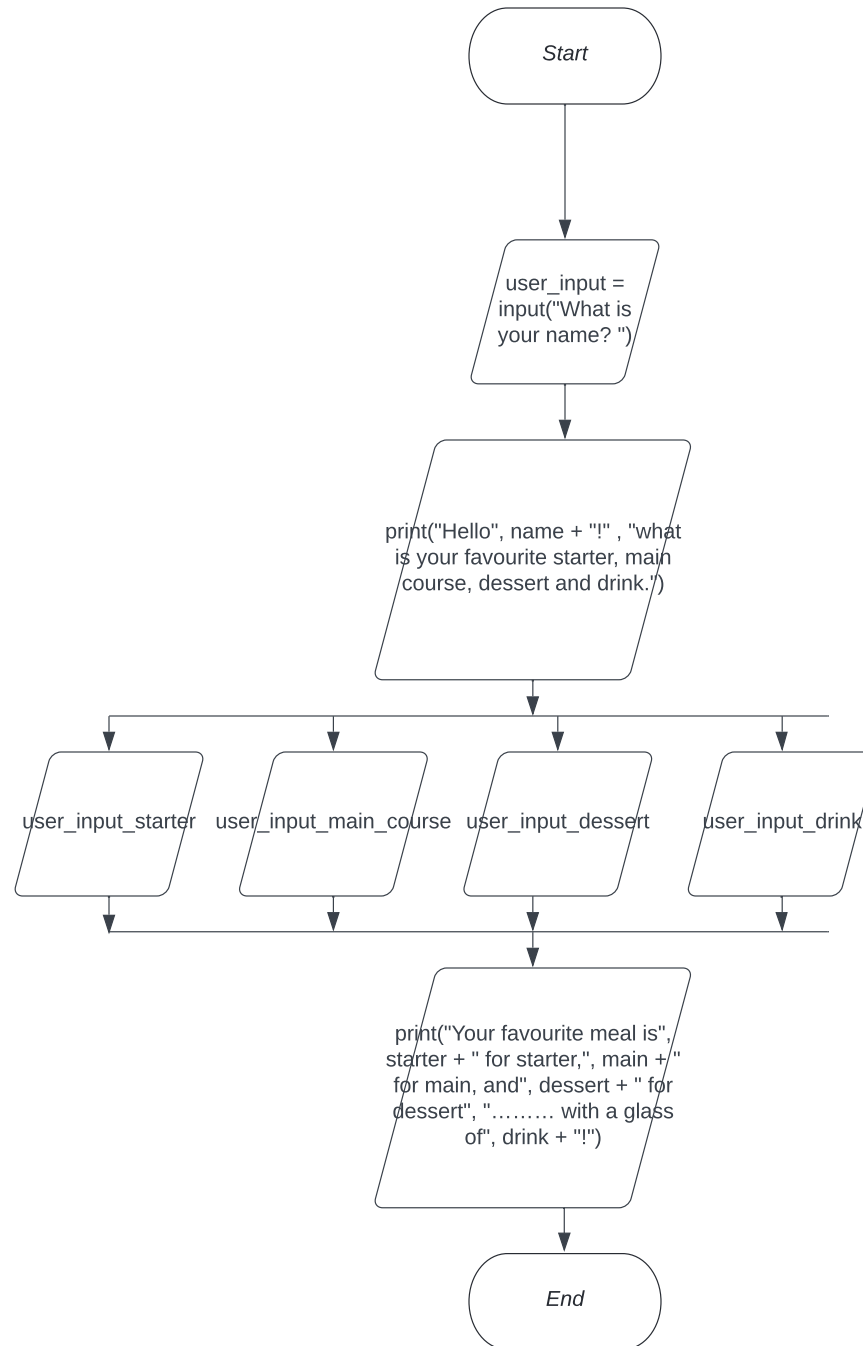 Start
user_input =
input("What is
your name? ")
print("Hello", name + "!" , "what
is your favourite starter, main
course, dessert and drink.")
user_input_starter
user_input_main_course
user_input_dessert
user_input_drink
print("Your favourite meal is",
starter + " for starter,", main + "
for main, and", dessert + " for
dessert", "……… with a glass
of", drink + "!")
End